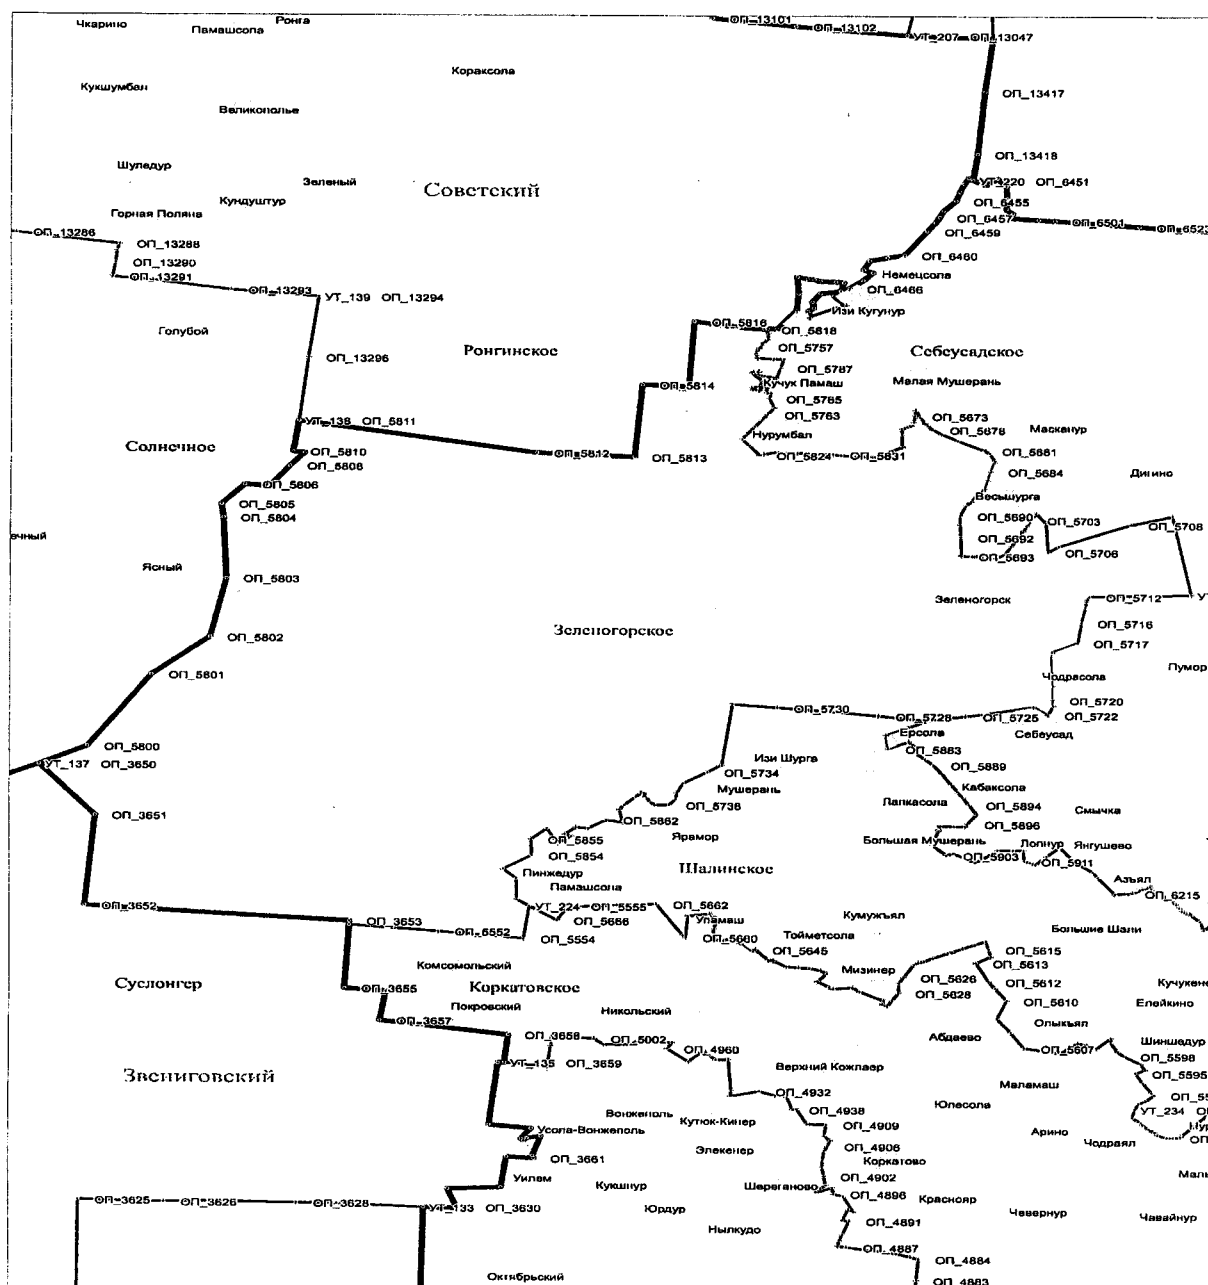 Чкарино
Ронга
Памашсола
ОП_13101
ОП_13102
УТ_207
ОП_13047
Кораксола
Кукшумбал
ОП_13417
Великополье
ОП_13418
Шуледур
Зеленый
Советский
УТ_220 ОП_6451
Кундуштур
ОП_6455
Горная Поляна
ОП_6457
ОП_6501
ОП_6523
ОП_13286
ОП_13288
ОП_6459
ОП_13290
ОП_6460
ОП_13291
Немецсола
ОП_13293
УТ_139 ОП_13294
ОП_6466
Изи Кугунур
Голубой
ОП_5816
ОП_5818
ОП_5757
Ронгинское
Себеусадское
ОП_13296
ОП_5787
ОП_5814
Кучук Памаш
Малая Мушерань
ОП_5785
ОП_5763
ОП_5673
УТ_138 ОП_5811
Нурумбал
ОП_5678
Масканур
Солнечное
ОП_5810
ОП_5812
ОП_5813
ОП_5824
ОП_5831
ОП_5681
ОП_5808
ОП_5684
Дигино
ОП_5806
Весьшурга
ОП_5805
ОП_5804
ОП_5690
ОП_5703
ОП_5708
ечный
ОП_5692
ОП_5706
ОП_5693
Ясный
ОП_5803
Зеленогорск
ОП_5712
УТ
ОП_5716
Зеленогорское
ОП_5802
ОП_5717
ОП_5801
Чодрасола
Пумор
ОП_5720
ОП_5730
ОП_5728
ОП_5725
ОП_5722
Ерсола
Себеусад
ОП_5800
ОП_5883
УТ_137 ОП_3650
Изи Шурга
ОП_5734
ОП_5889
Мушерань
Кабаксола
ОП_3651
ОП_5738
Лапкасола
ОП_5894
Смычка
ОП_5862
ОП_5896
ОП_5855
Ярамор
Большая Мушерань
Лопнур
Янгушево
ОП_5854
ОП_5903
ОП_5911
Пинжедур
Шалинское
Азъял
Памашсола
ОП_6215
ОП_3652
УТ_224
ОП_5555
ОП_5662
ОП_3653
ОП_5666
Упамаш
Кумужъял
ОП_5552
ОП_5554
ОП_5660
Тойметсола
Большие Шали
ОП_5645
ОП_5615
Комсомольский
ОП_5613
Суслонгер
Мизинер
ОП_5626
ОП_5612
Кучукен
ОП_3655
Коркатовское
ОП_5628
ОП_5610
Елейкино
Покровский
Никольский
Олыкъял
ОП_3657
ОП_3658
ОП_5002
Абдаево
Шиншедур
ОП_4960
ОП_5607
ОП_5598
УТ_135 ОП_3659
Верхний Кожлаер
ОП_5595
Звениговский
Маламаш
ОП_4932
Юлесола
УТ_234
Вонжеполь
Кутюк-Кинер
ОП_4938
ОП_4909
Арино
Усола-Вонжеполь
Элекенер
ОП_4906
Чодраял
ОП_3661
Коркатово
Уилем
Кукшнур
Шереганово
ОП_4902
ОП_3625
ОП_3626
ОП_3628
УТ_133 ОП_3630
Юрдур
ОП_4896
Краснояр
Нылкудо
ОП_4891
Чевернур
Чавайнур
ОП_4887
ОП_4884
Октябрьский
ОП_4883